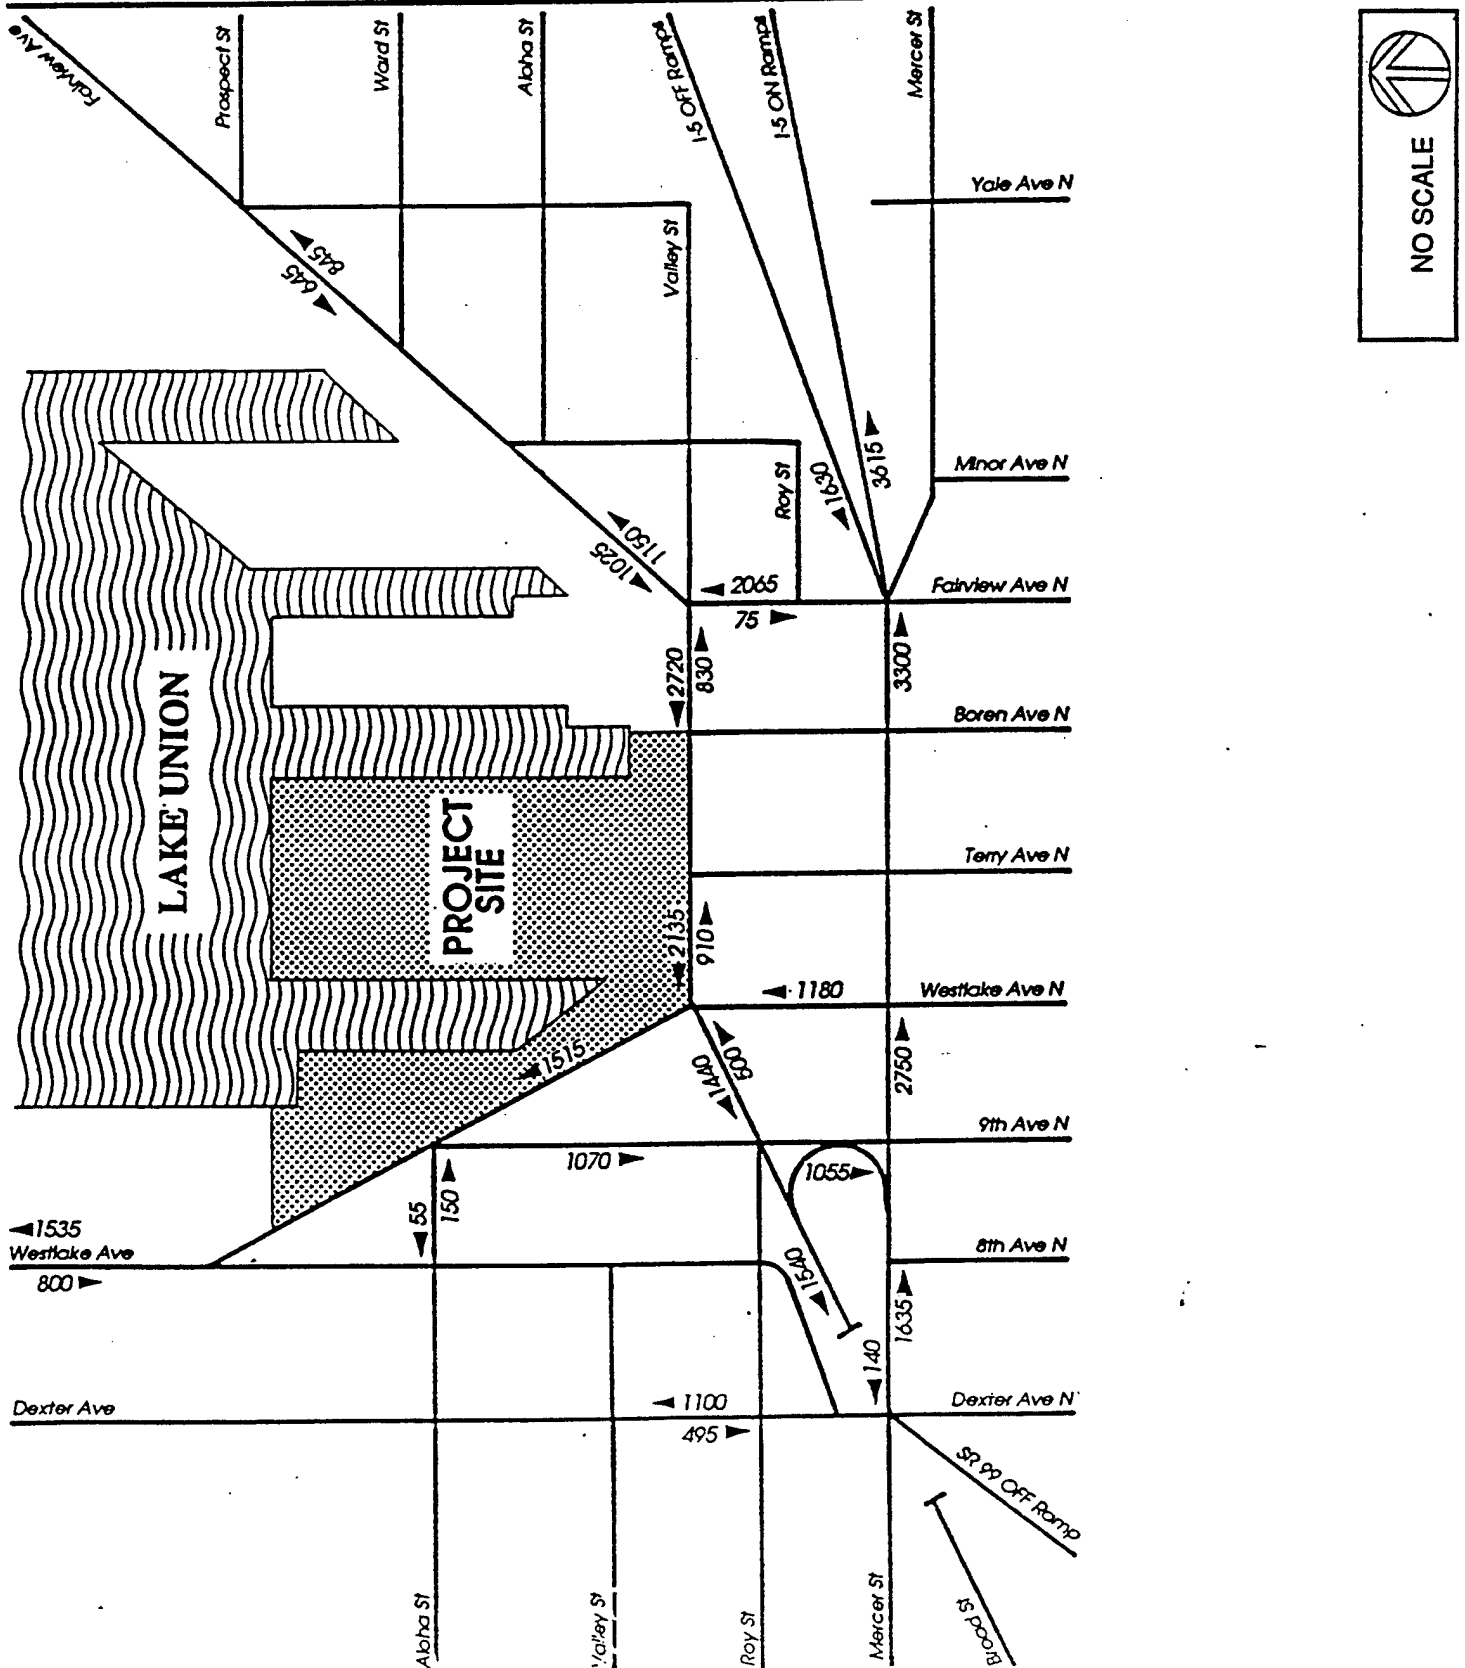 Fairview Ave
Prospect St
Ward St
Aloha St
I-5 OFF Ramps
I-5 ON Ramps
Mercer St
NO SCALE
Yale Ave N
Valley St
845
645
3615
1630
Minor Ave N
Roy St
1150
1025
2065
75
Fairview Ave N
2720
830
3300
Boren Ave N
LAKE UNION
PROJECT
SITE
Terry Ave N
2135
910
1180
Westlake Ave N
1515
1440
500
2750
9th Ave N
1070
1055
55
150
1535
Westlake Ave
800
8th Ave N
1540
1635
140
Dexter Ave
1100
495
Dexter Ave N
SR 99 OFF Ramp
Aloha St
Valley St
Roy St
Mercer St
Broad St